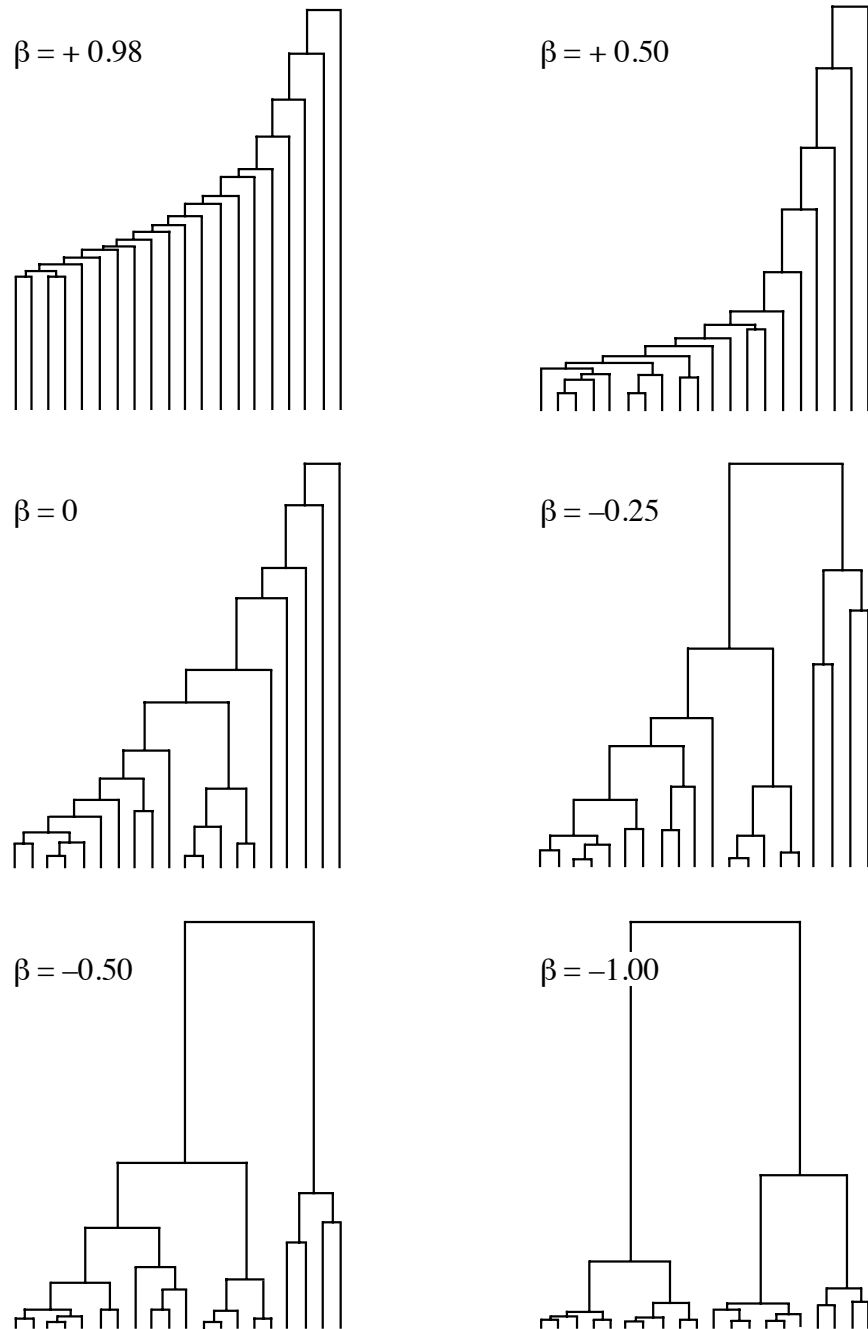 β = + 0.98
β = + 0.50
β = 0
β = –0.25
β = –0.50
β = –1.00